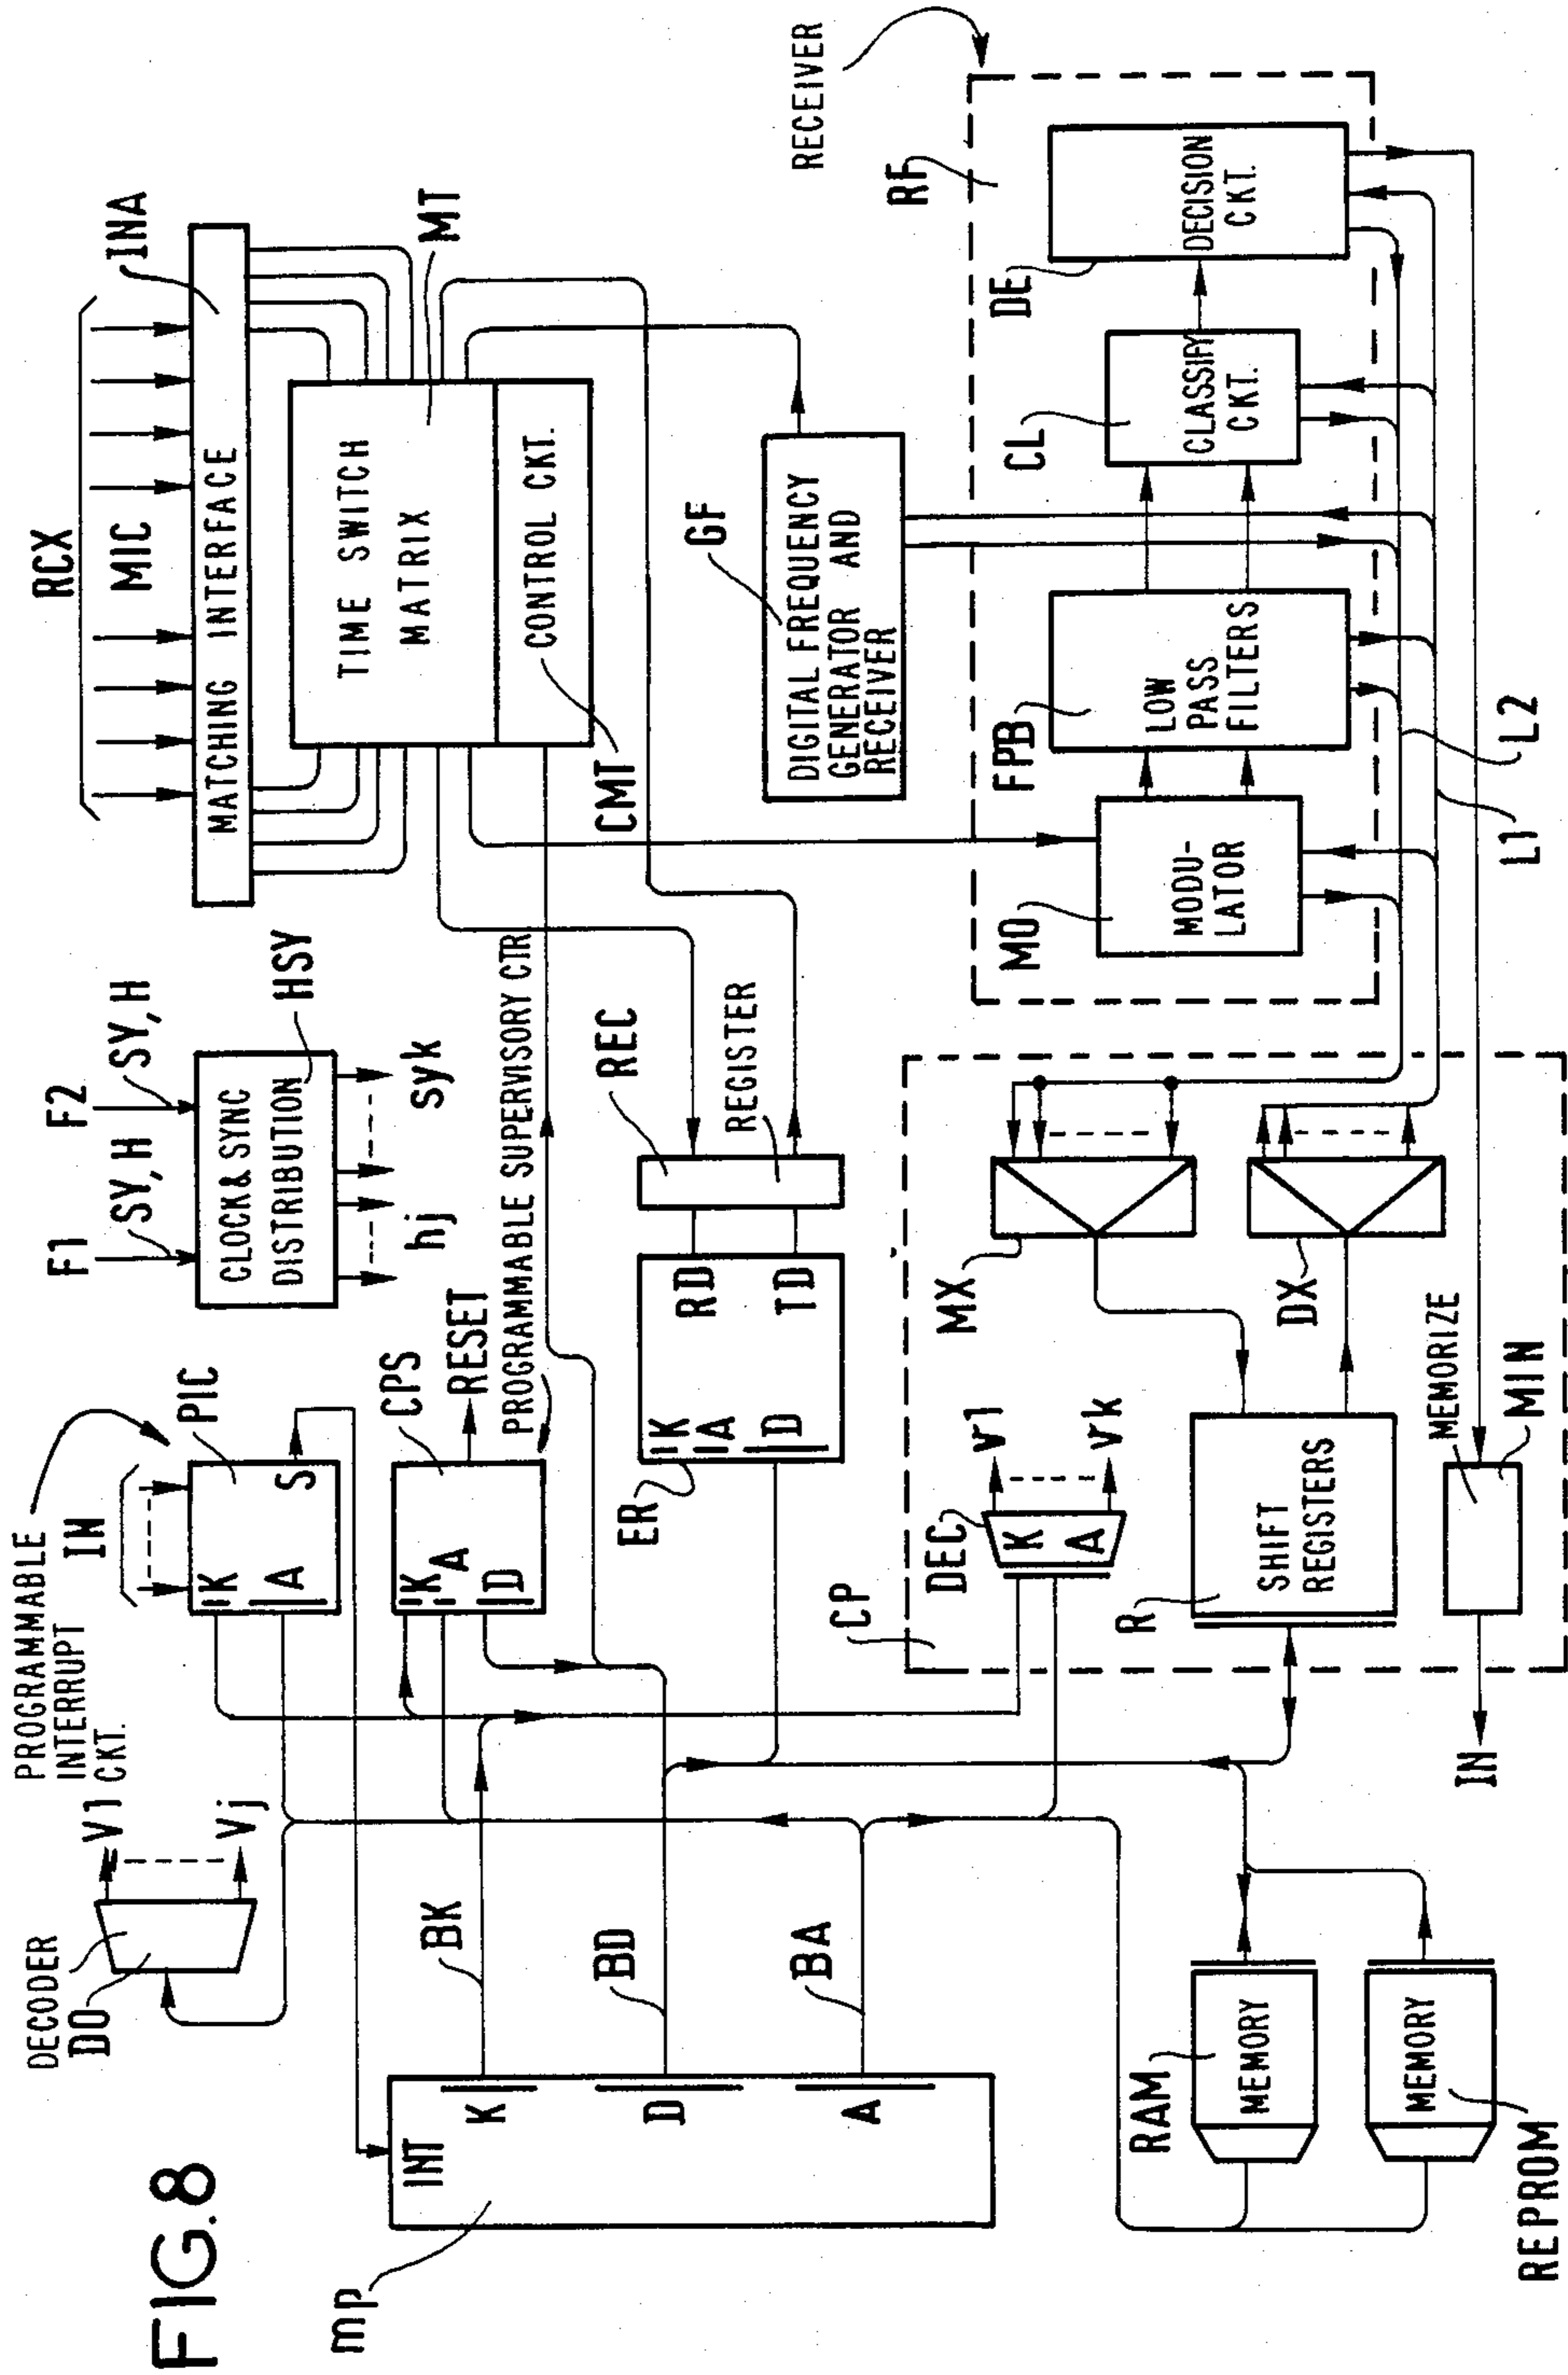 FIG.8
mp
INT
K
D
A
BK
BD
BA
DECODER
DO
V1
Vj
PROGRAMMABLE
INTERRUPT
CKT.
IN
PIC
K
A
S
CPS
K
A
D
RESET
PROGRAMMABLE SUPERVISORY CTR
F1
F2
SY,H
SY,H
CLOCK & SYNC
DISTRIBUTION
HSY
hj
syk
RCX
MIC
INA
MATCHING INTERFACE
TIME SWITCH
MATRIX
MT
CONTROL CKT.
CMT
ER
K
A
D
RD
TD
REC
REGISTER
GF
DIGITAL FREQUENCY
GENERATOR AND
RECEIVER
RECEIVER
RF
MO
MODU-
LATOR
FPB
LOW
PASS
FILTERS
CL
CLASSIFY
CKT.
DE
DECISION
CKT.
L1
L2
CP
DEC
K
A
v1
vk
MX
DX
R
SHIFT
REGISTERS
MEMORIZE
MIN
IN
RAM
MEMORY
MEMORY
REPROM